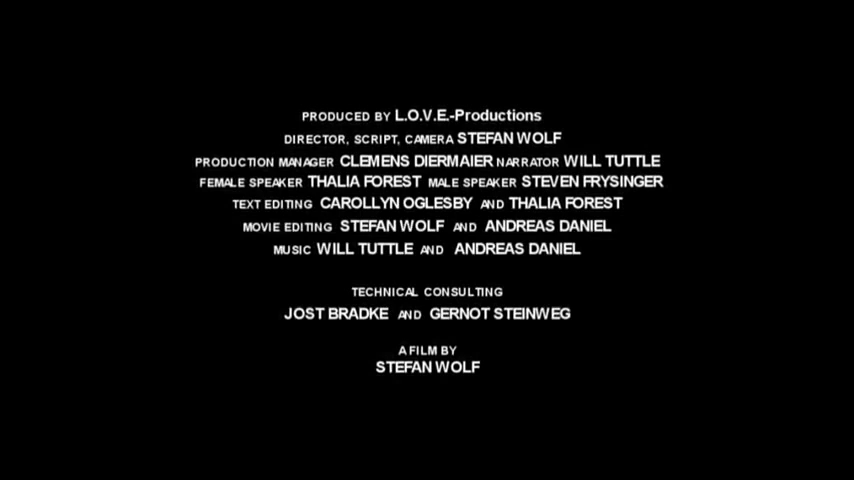 PRODUCED BY L.O.V.E.-Productions
DIRECTOR, SCRIPT, CAMERA STEFAN WOLF
PRODUCTION MANAGER CLEMENS DIERMAIER NARRATOR WILL TUTTLE
FEMALE SPEAKER THALIA FOREST MALE SPEAKER STEVEN FRYSINGER
TEXT EDITING CAROLLYN OGLESBY AND THALIA FOREST
MOVIE EDITING STEFAN WOLF AND ANDREAS DANIEL
MUSIC WILL TUTTLE AND ANDREAS DANIEL
TECHNICAL CONSULTING
JOST BRADKE AND GERNOT STEINWEG
A FILM BY
STEFAN WOLF